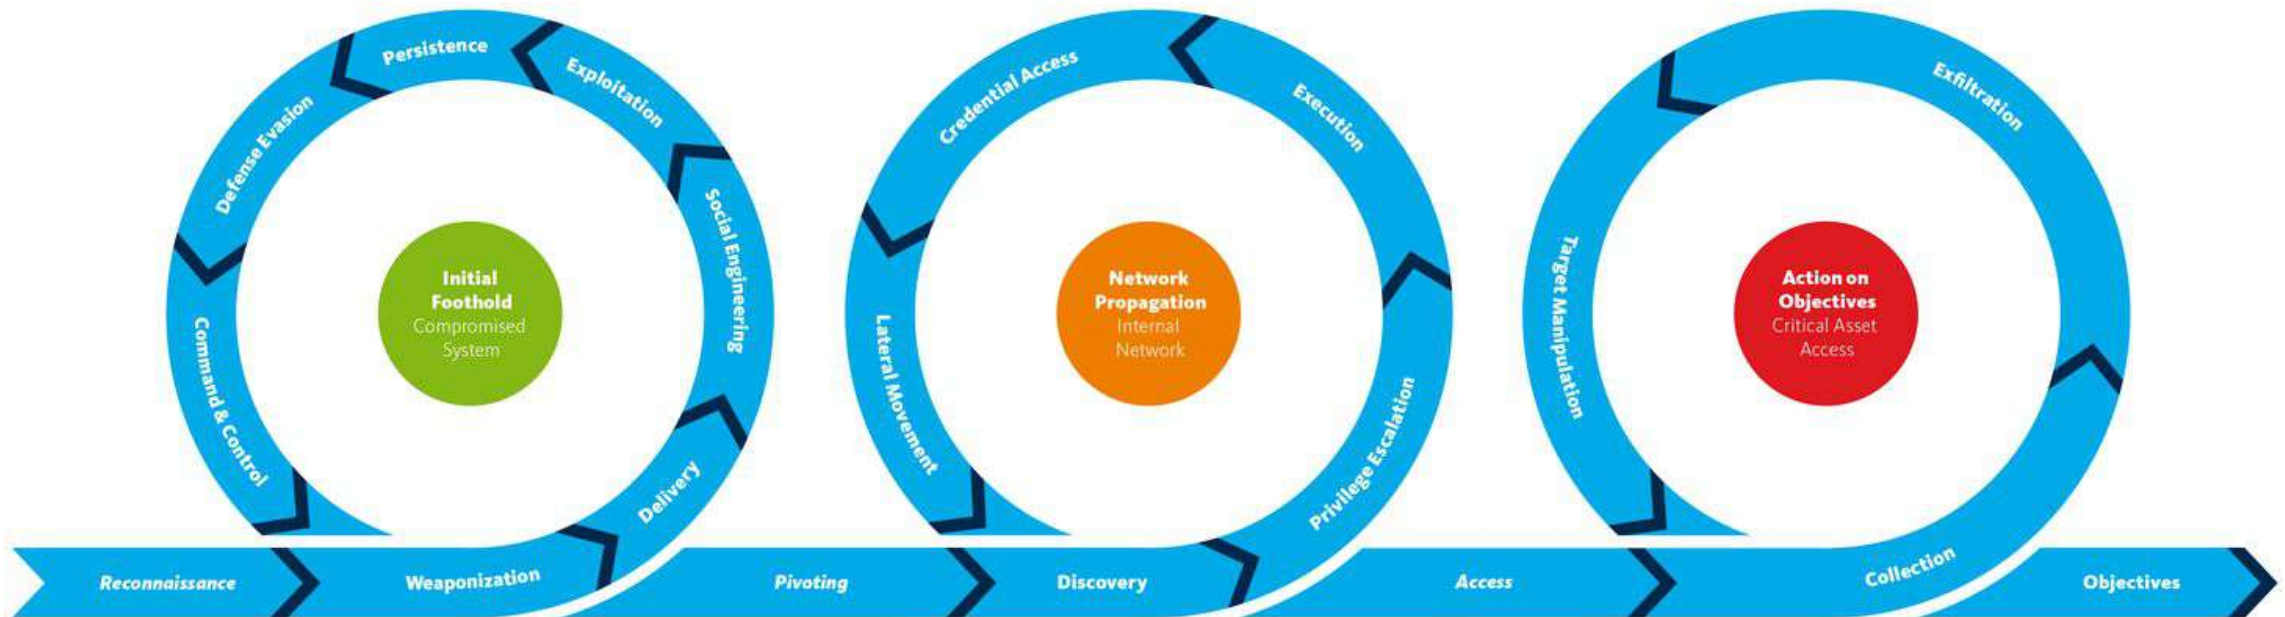 Reconnaissance
Weaponization
Delivery
Social Engineering
Exploitation
Persistence
Defense Evasion
Command & Control
Initial
Foothold
Compromised
System
Pivoting
Discovery
Privilege Escalation
Execution
Credential Access
Lateral Movement
Network
Propagation
Internal
Network
Access
Collection
Exfiltration
Target Manipulation
Action on
Objectives
Critical Asset
Access
Objectives